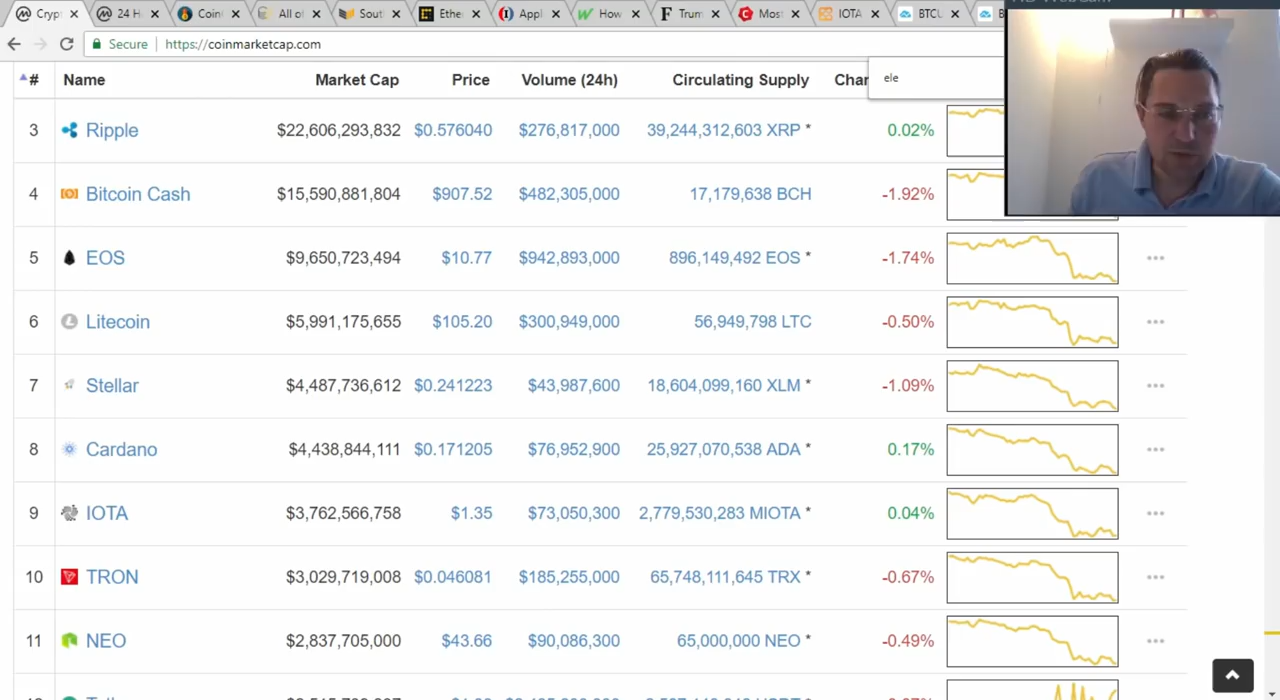 Cryp 24 H Coin All c Sout Ethe Appl How Trum Most IOTA BTCU
Secure https://coinmarketcap.com
ele
# Name Market Cap Price Volume (24h) Circulating Supply Char
3 Ripple $22,606,293,832 $0.576040 $276,817,000 39,244,312,603 XRP * 0.02%
4 Bitcoin Cash $15,590,881,804 $907.52 $482,305,000 17,179,638 BCH -1.92%
5 EOS $9,650,723,494 $10.77 $942,893,000 896,149,492 EOS * -1.74%
6 Litecoin $5,991,175,655 $105.20 $300,949,000 56,949,798 LTC -0.50%
7 Stellar $4,487,736,612 $0.241223 $43,987,600 18,604,099,160 XLM * -1.09%
8 Cardano $4,438,844,111 $0.171205 $76,952,900 25,927,070,538 ADA * 0.17%
9 IOTA $3,762,566,758 $1.35 $73,050,300 2,779,530,283 MIOTA * 0.04%
10 TRON $3,029,719,008 $0.046081 $185,255,000 65,748,111,645 TRX * -0.67%
11 NEO $2,837,705,000 $43.66 $90,086,300 65,000,000 NEO * -0.49%